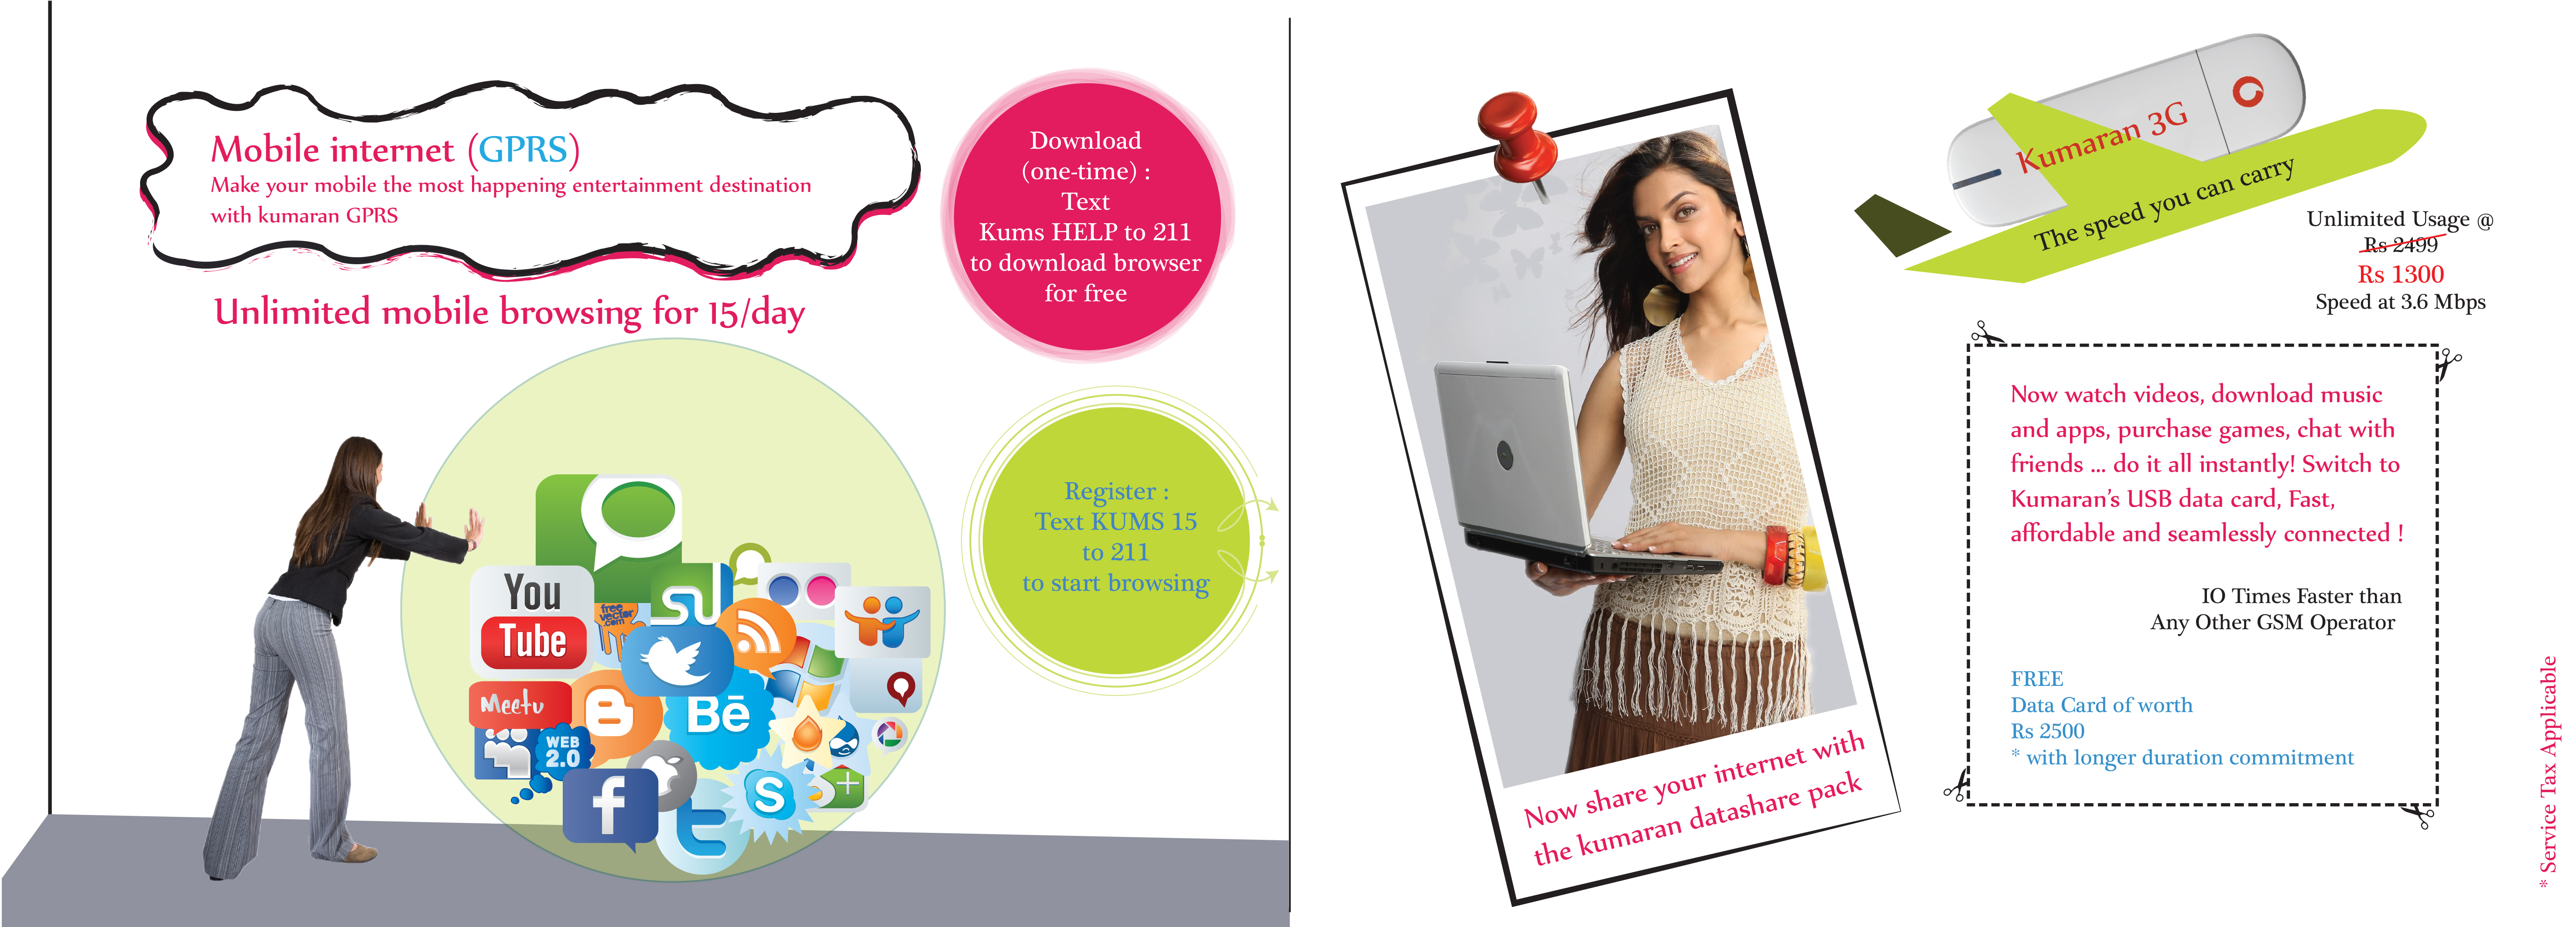 Mobile internet (GPRS)
Make your mobile the most happening entertainment destination
with kumaran GPRS
Unlimited mobile browsing for 15/day
Download
(one-time) :
Text
Kums HELP to 211
to download browser
for free
Register :
Text KUMS 15
to 211
to start browsing
You
Tube
free
vector
.com
SU
Meetu
B
Bē
WEB
2.0
f
t
S
Now share your internet with
the kumaran datashare pack
Kumaran 3G
The speed you can carry
Unlimited Usage @
Rs 2499
Rs 1300
Speed at 3.6 Mbps
Now watch videos, download music
and apps, purchase games, chat with
friends ... do it all instantly! Switch to
Kumaran’s USB data card, Fast,
affordable and seamlessly connected !
IO Times Faster than
Any Other GSM Operator
FREE
Data Card of worth
Rs 2500
* with longer duration commitment
* Service Tax Applicable